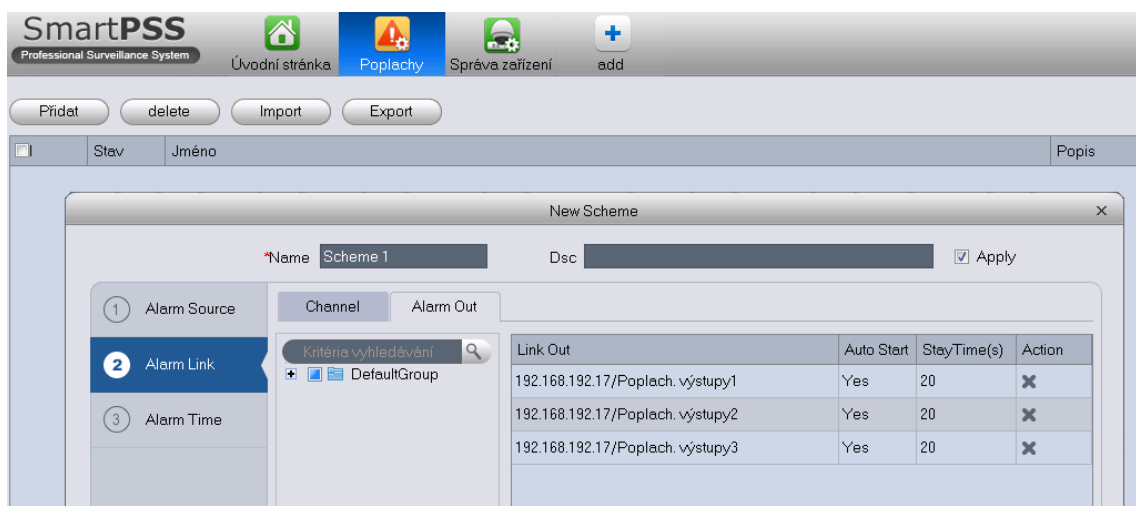 SmartPSS
Professional Surveillance System
Úvodní stránka
Poplachy
Správa zařízení
add
Přidat
delete
Import
Export
Stav
Jméno
Popis
New Scheme
*Name Scheme 1
Dsc
Apply
1 Alarm Source
2 Alarm Link
3 Alarm Time
Channel
Alarm Out
Kritéria vyhledávání
DefaultGroup
Link Out Auto Start StayTime(s) Action
192.168.192.17/Poplach. výstupy1 Yes 20
192.168.192.17/Poplach. výstupy2 Yes 20
192.168.192.17/Poplach. výstupy3 Yes 20